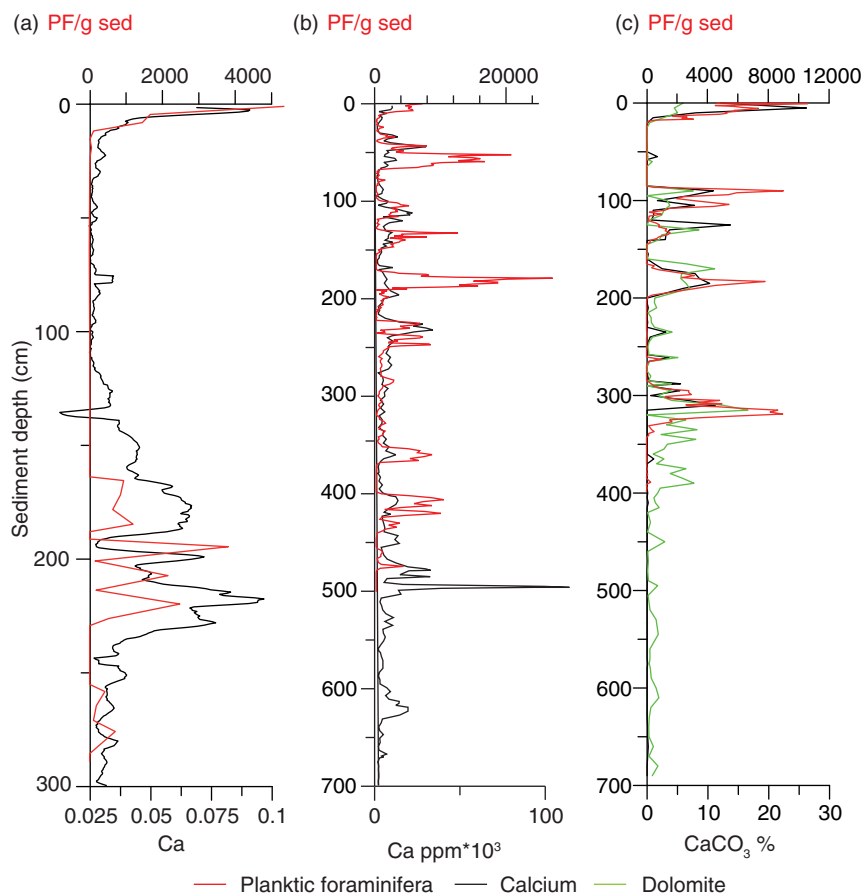 (a) PF/g sed
(b) PF/g sed
(c) PF/g sed
0 2000 4000
0 20000
0 4000 8000 12000
0
100
200
300
Sediment depth (cm)
0
100
200
300
400
500
600
700
0
100
200
300
400
500
600
700
0.025 0.05 0.075 0.1
Ca
0 100
Ca ppm*10³
0 10 20 30
CaCO₃ %
Planktic foraminifera Calcium Dolomite